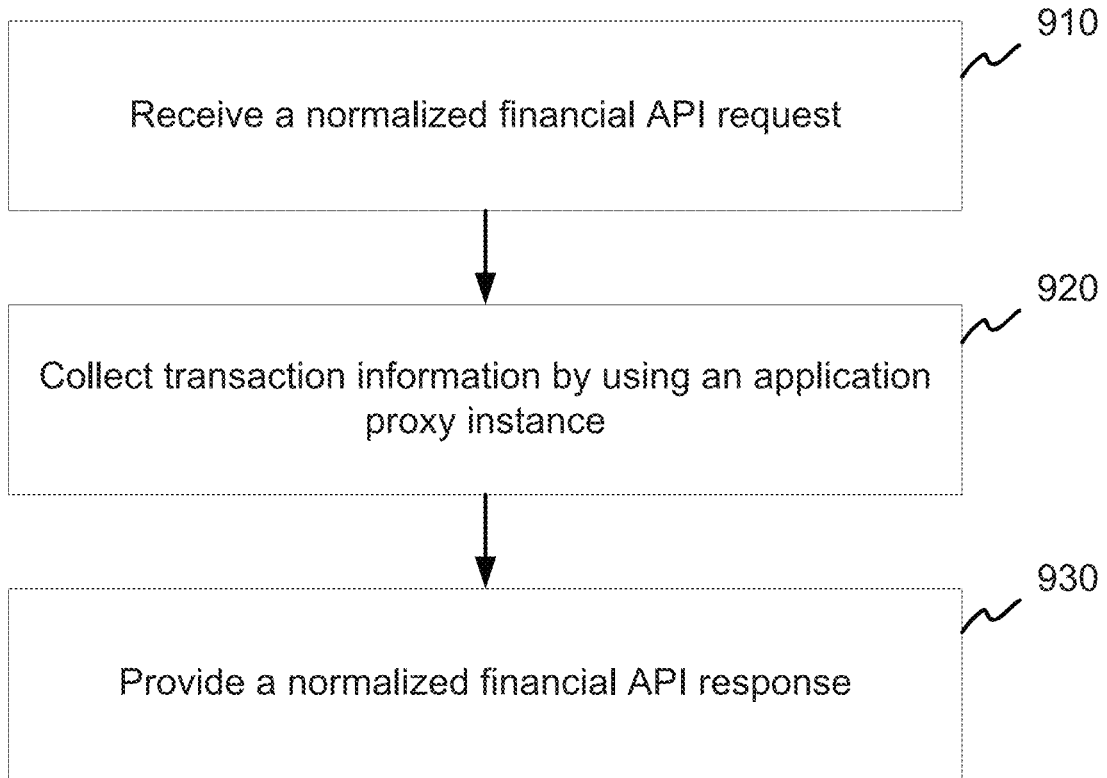 910
Receive a normalized financial API request
920
Collect transaction information by using an application
proxy instance
930
Provide a normalized financial API response